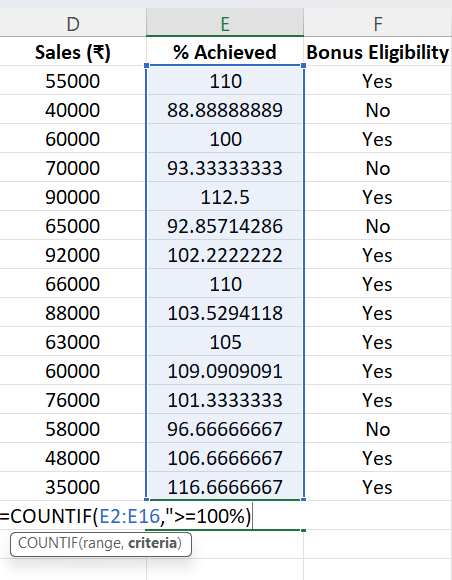 D E F
Sales (₹) % Achieved Bonus Eligibility
55000 110 Yes
40000 88.88888889 No
60000 100 Yes
70000 93.33333333 No
90000 112.5 Yes
65000 92.85714286 No
92000 102.2222222 Yes
66000 110 Yes
88000 103.5294118 Yes
63000 105 Yes
60000 109.0909091 Yes
76000 101.3333333 Yes
58000 96.66666667 No
48000 106.6666667 Yes
35000 116.6666667 Yes
=COUNTIF(E2:E16,">=100%)
COUNTIF(range, criteria)